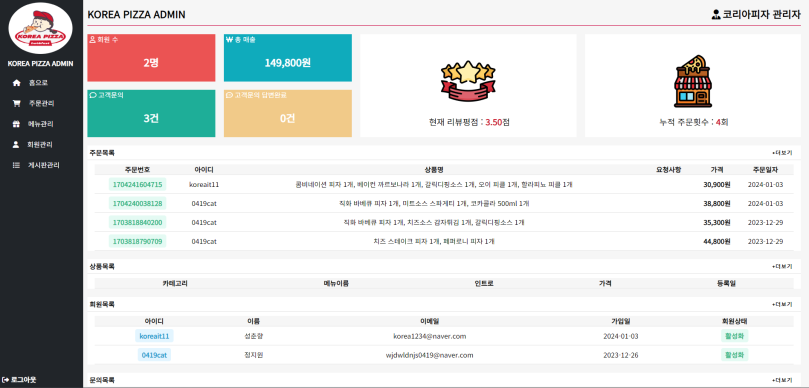 KOREA PIZZA
KOREA PIZZA ADMIN
홈으로
주문관리
메뉴관리
회원관리
게시판관리
로그아웃
KOREA PIZZA ADMIN
코리아피자 관리자
회원 수
2명
₩ 총 매출
149,800원
고객문의
3건
고객문의 답변완료
0건
현재 리뷰평점 : 3.50점
누적 주문횟수 : 4회
주문목록 +더보기
주문번호 아이디 상품명 요청사항 가격 주문일자
1704241604715 koreait11 콤비네이션 피자 1개, 베이컨 까르보나라 1개, 갈릭디핑소스 1개, 오이 피클 1개, 할라피뇨 피클 1개 30,900원 2024-01-03
1704240038128 0419cat 직화 바베큐 피자 1개, 미트소스 스파게티 1개, 코카콜라 500ml 1개 38,800원 2024-01-03
1703818840200 0419cat 직화 바베큐 피자 1개, 치즈소스 감자튀김 1개, 갈릭디핑소스 1개 35,300원 2023-12-29
1703818790709 0419cat 치즈 스테이크 피자 1개, 페퍼로니 피자 1개 44,800원 2023-12-29
상품목록 +더보기
카테고리 메뉴이름 인트로 가격 등록일
회원목록 +더보기
아이디 이름 이메일 가입일 회원상태
koreait11 성춘향 korea1234@naver.com 2024-01-03 활성화
0419cat 정지원 wjdwldnjs0419@naver.com 2023-12-26 활성화
문의목록 +더보기